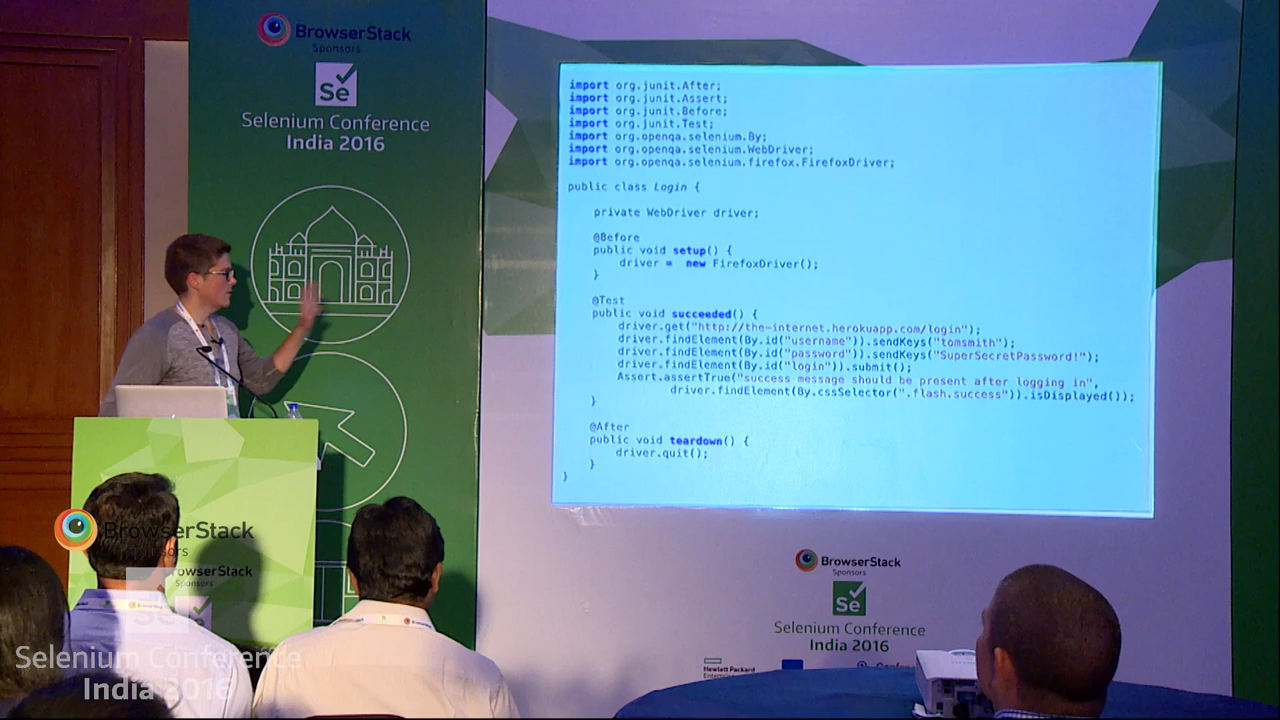 BrowserStack
Sponsors
Se
Selenium Conference
India 2016
import org.junit.After;
import org.junit.Assert;
import org.junit.Before;
import org.junit.Test;
import org.openqa.selenium.By;
import org.openqa.selenium.WebDriver;
import org.openqa.selenium.firefox.FirefoxDriver;
public class Login {
private WebDriver driver;
@Before
public void setup() {
driver = new FirefoxDriver();
}
@Test
public void succeeded() {
driver.get("http://the-internet.herokuapp.com/login");
driver.findElement(By.id("username")).sendKeys("tomsmith");
driver.findElement(By.id("password")).sendKeys("SuperSecretPassword!");
driver.findElement(By.id("login")).submit();
Assert.assertTrue("success message should be present after logging in",
driver.findElement(By.cssSelector(".flash.success")).isDisplayed());
}
@After
public void teardown() {
driver.quit();
}
}
BrowserStack
BrowserStack
Sponsors
Se
Selenium Conference
India 2016
BrowserStack
Sponsors
Se
Selenium Conference
India 2016
Hewlett Packard